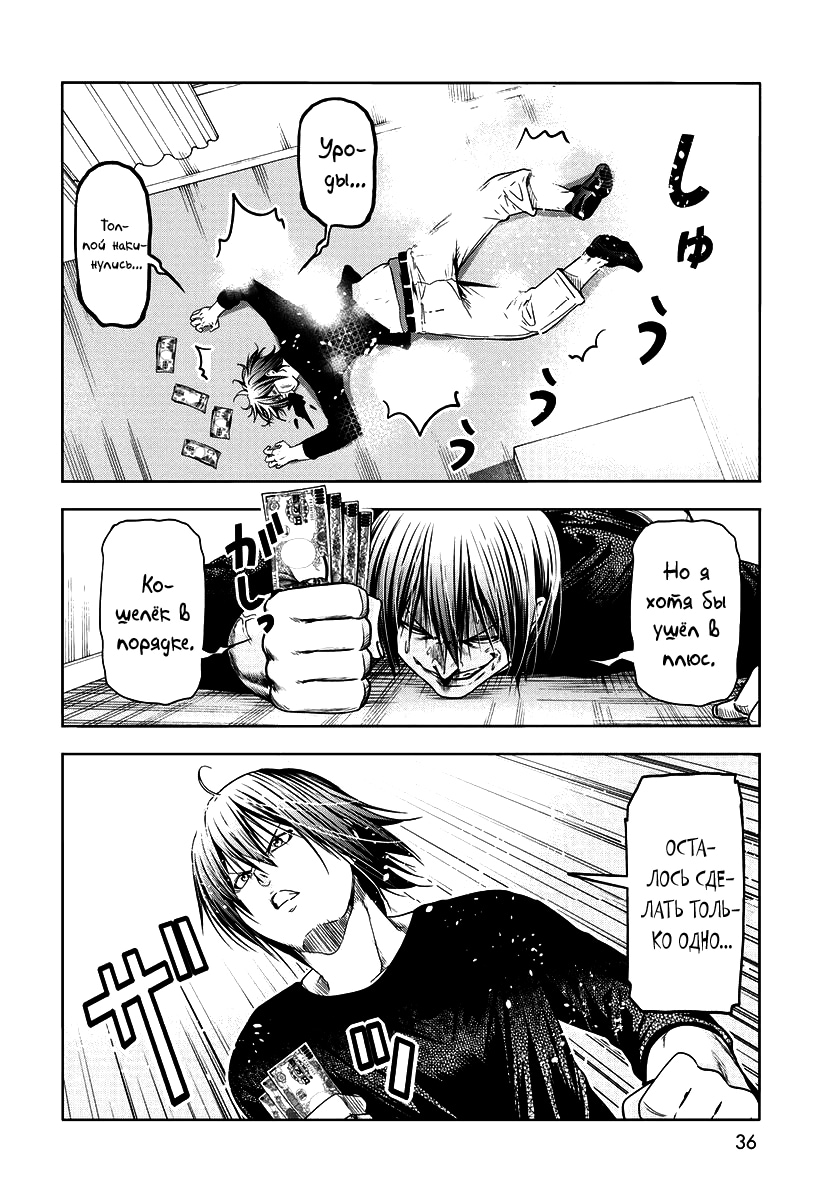 Уро-
ды...
Тол-
пой наки-
нулись...
しゅううう
Но я
хотя бы
ушёл в
плюс.
Ко-
шелёк в
порядке.
がしっ
ОСТА-
ЛОСЬ СДЕ-
ЛАТЬ ТОЛЬ-
КО ОДНО...
ザッ
36